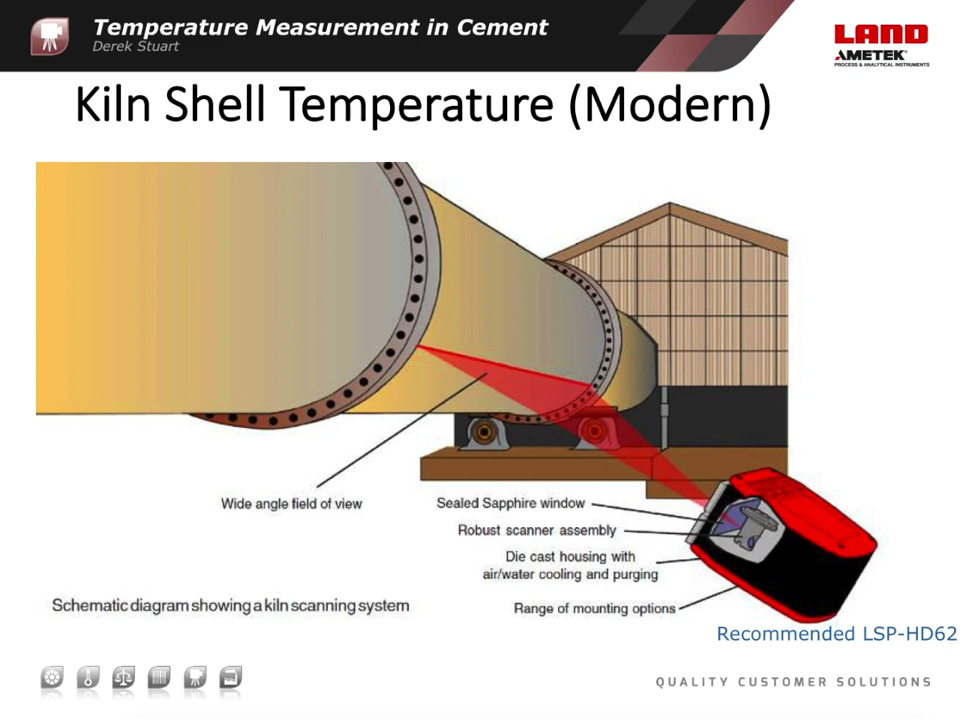 Temperature Measurement in Cement
Derek Stuart
LAND
AMETEK®
PROCESS & ANALYTICAL INSTRUMENTS
Kiln Shell Temperature (Modern)
Wide angle field of view
Sealed Sapphire window
Robust scanner assembly
Die cast housing with
air/water cooling and purging
Range of mounting options
Schematic diagram showing a kiln scanning system
Recommended LSP-HD62
QUALITY CUSTOMER SOLUTIONS